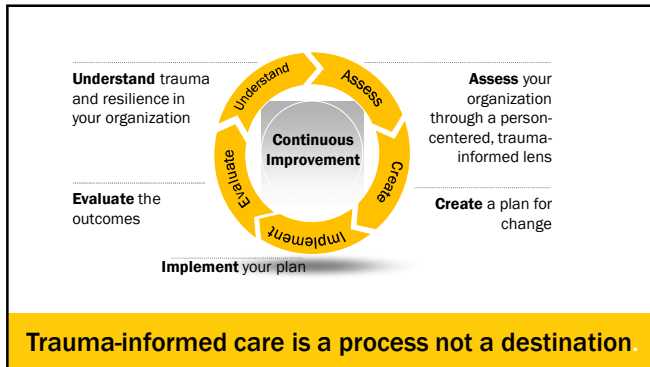 Understand trauma
and resilience in
your organization
Understand
Assess
Create
Implement
Evaluate
Continuous
Improvement
Assess your
organization
through a person-
centered, trauma-
informed lens
Evaluate the
outcomes
Create a plan for
change
Implement your plan
Trauma-informed care is a process not a destination.